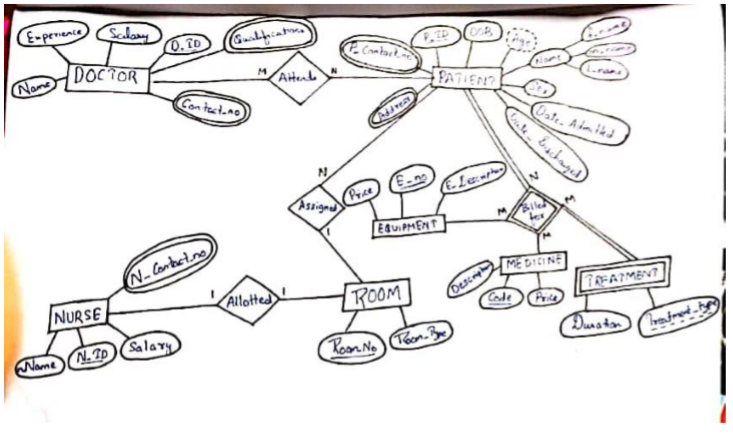 Experience
Salary
D_ID
Qualifications
Name
DOCTOR
Contact_no
M
Attends
N
P_Contact_no
P_ID
DOB
Age
Name
F_name
m_name
L_name
PATIENT
Sex
Address
Date_Admitted
Date_Discharged
N
Assigned
1
Price
E_no
E_Description
EQUIPMENT
M
N
Billed
for
M
M
MEDICINE
Description
Code
Price
TREATMENT
Duration
Treatment_type
N_Contact_no
NURSE
1
Allotted
1
ROOM
Name
N_ID
Salary
Room_No
Room_Type